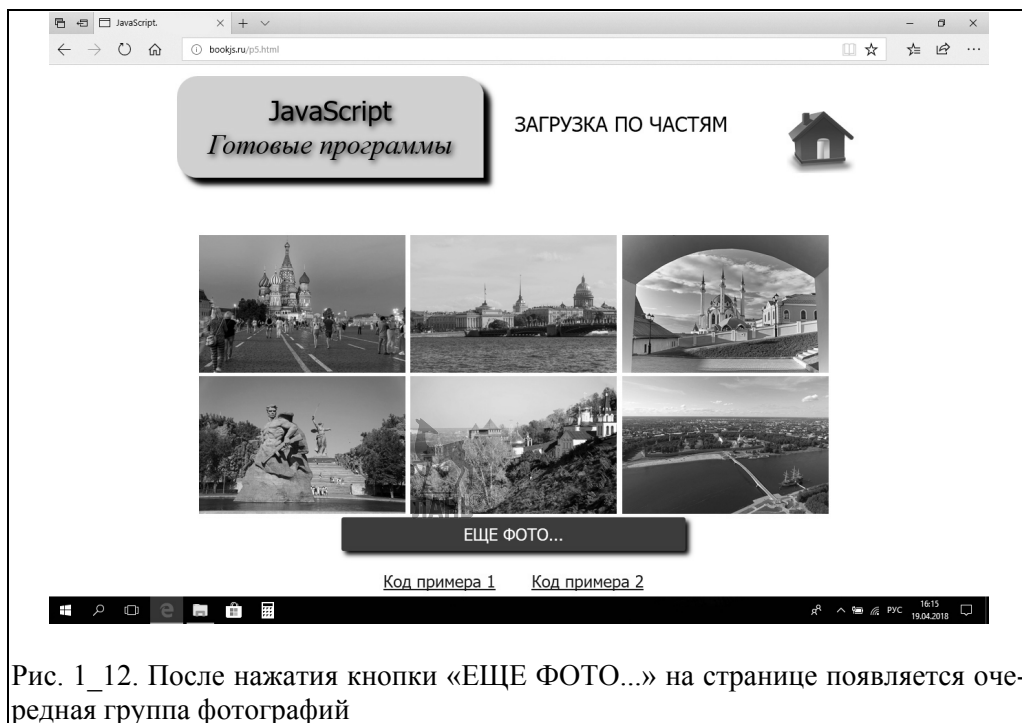 JavaScript.
bookjs.ru/p5.html
JavaScript
Готовые программы
ЗАГРУЗКА ПО ЧАСТЯМ
ЛАНЬ
ЕЩЕ ФОТО...
Код примера 1 Код примера 2
РУС
16:15
19.04.2018
Рис. 1_12. После нажатия кнопки «ЕЩЕ ФОТО...» на странице появляется оче-
редная группа фотографий